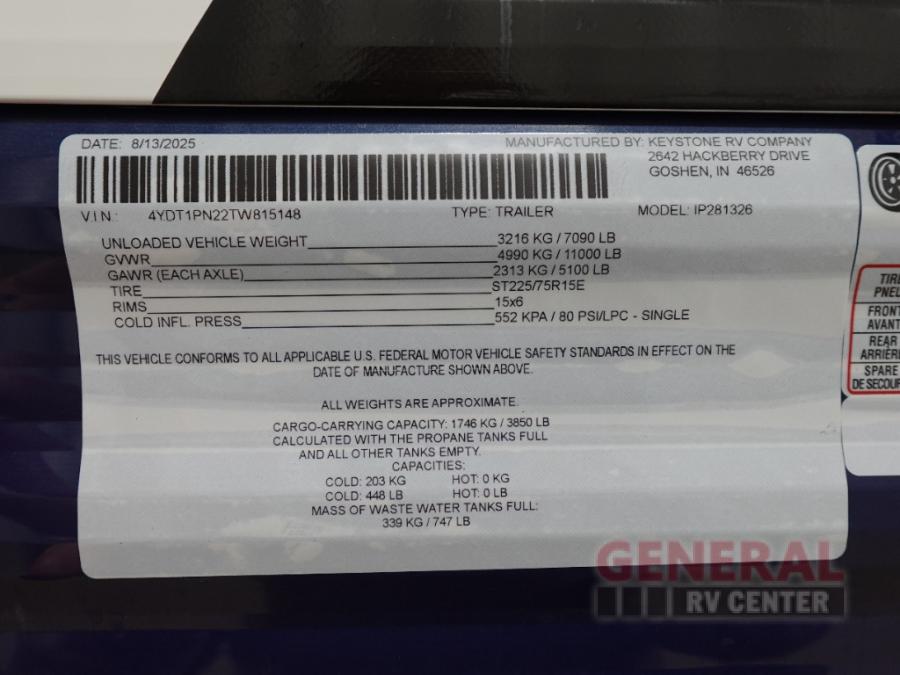 DATE: 8/13/2025
MANUFACTURED BY: KEYSTONE RV COMPANY
2642 HACKBERRY DRIVE
GOSHEN, IN 46526
V I N : 4YDT1PN22TW815148 TYPE: TRAILER MODEL: IP281326
UNLOADED VEHICLE WEIGHT 3216 KG / 7090 LB
GVWR 4990 KG / 11000 LB
GAWR (EACH AXLE) 2313 KG / 5100 LB
TIRE ST225/75R15E
RIMS 15x6
COLD INFL. PRESS 552 KPA / 80 PSI/LPC - SINGLE
THIS VEHICLE CONFORMS TO ALL APPLICABLE U.S. FEDERAL MOTOR VEHICLE SAFETY STANDARDS IN EFFECT ON THE
DATE OF MANUFACTURE SHOWN ABOVE.
ALL WEIGHTS ARE APPROXIMATE.
CARGO-CARRYING CAPACITY: 1746 KG / 3850 LB
CALCULATED WITH THE PROPANE TANKS FULL
AND ALL OTHER TANKS EMPTY.
CAPACITIES:
COLD: 203 KG HOT: 0 KG
COLD: 448 LB HOT: 0 LB
MASS OF WASTE WATER TANKS FULL:
339 KG / 747 LB
FRONT
AVANT
REAR
ARRIÈRE
SPARE
GENERAL
RV CENTER